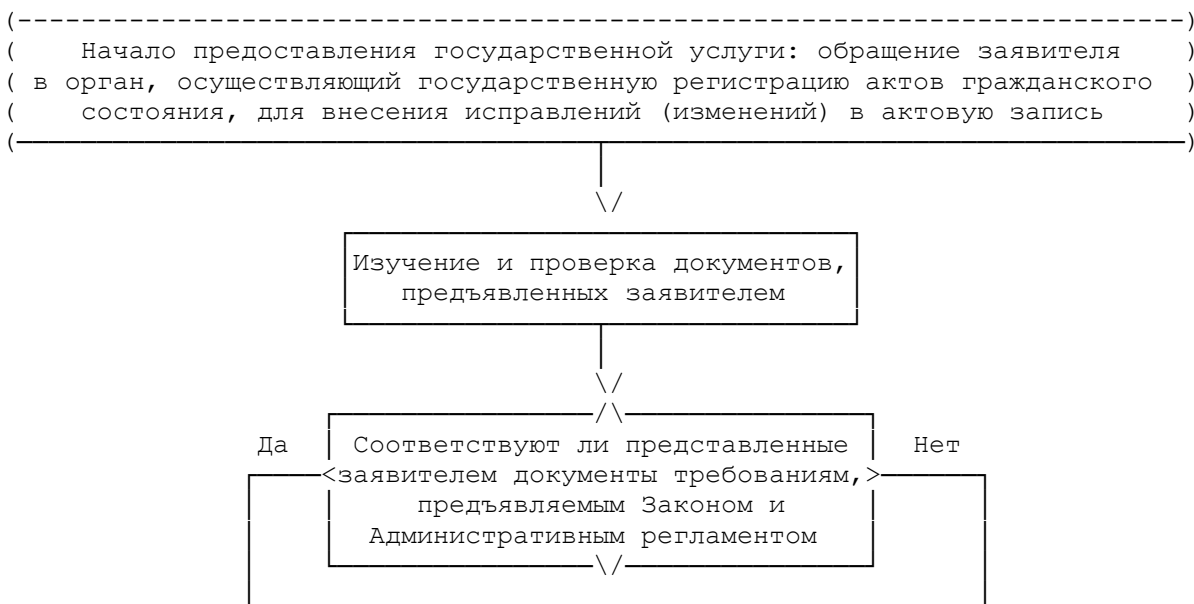 Начало предоставления государственной услуги: обращение заявителя
в орган, осуществляющий государственную регистрацию актов гражданского
состояния, для внесения исправлений (изменений) в актовую запись
Изучение и проверка документов,
предъявленных заявителем
Да Соответствуют ли представленные Нет
заявителем документы требованиям,
предъявляемым Законом и
Административным регламентом